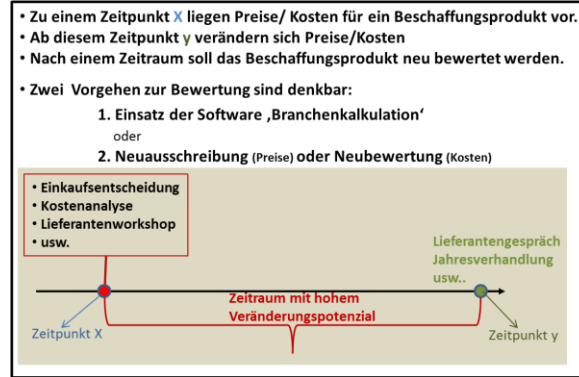 • Zu einem Zeitpunkt X liegen Preise/ Kosten für ein Beschaffungsprodukt vor.
• Ab diesem Zeitpunkt y verändern sich Preise/Kosten
• Nach einem Zeitraum soll das Beschaffungsprodukt neu bewertet werden.
• Zwei Vorgehen zur Bewertung sind denkbar:
1. Einsatz der Software ‚Branchenkalkulation‘
oder
2. Neuausschreibung (Preise) oder Neubewertung (Kosten)
• Einkaufsentscheidung
• Kostenanalyse
• Lieferantenworkshop
• usw.
Lieferantengespräch
Jahresverhandlung
usw..
Zeitraum mit hohem
Veränderungspotenzial
Zeitpunkt X
Zeitpunkt y